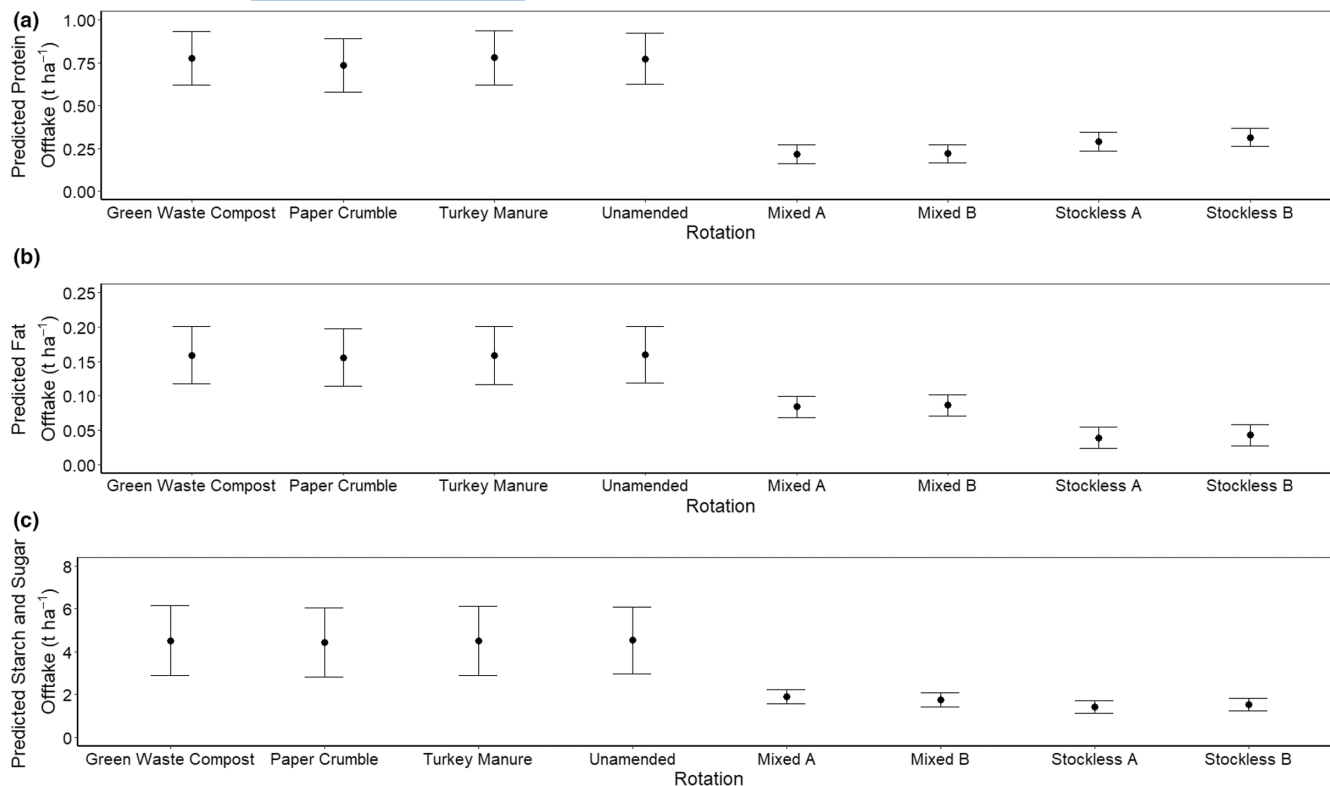 (a)
Predicted Protein
Offtake (t ha⁻¹)
1.00
0.75
0.50
0.25
0.00
Green Waste Compost Paper Crumble Turkey Manure Unamended Mixed A Mixed B Stockless A Stockless B
Rotation
(b)
Predicted Fat
Offtake (t ha⁻¹)
0.25
0.20
0.15
0.10
0.05
0.00
Green Waste Compost Paper Crumble Turkey Manure Unamended Mixed A Mixed B Stockless A Stockless B
Rotation
(c)
Predicted Starch and Sugar
Offtake (t ha⁻¹)
8
6
4
2
0
Green Waste Compost Paper Crumble Turkey Manure Unamended Mixed A Mixed B Stockless A Stockless B
Rotation